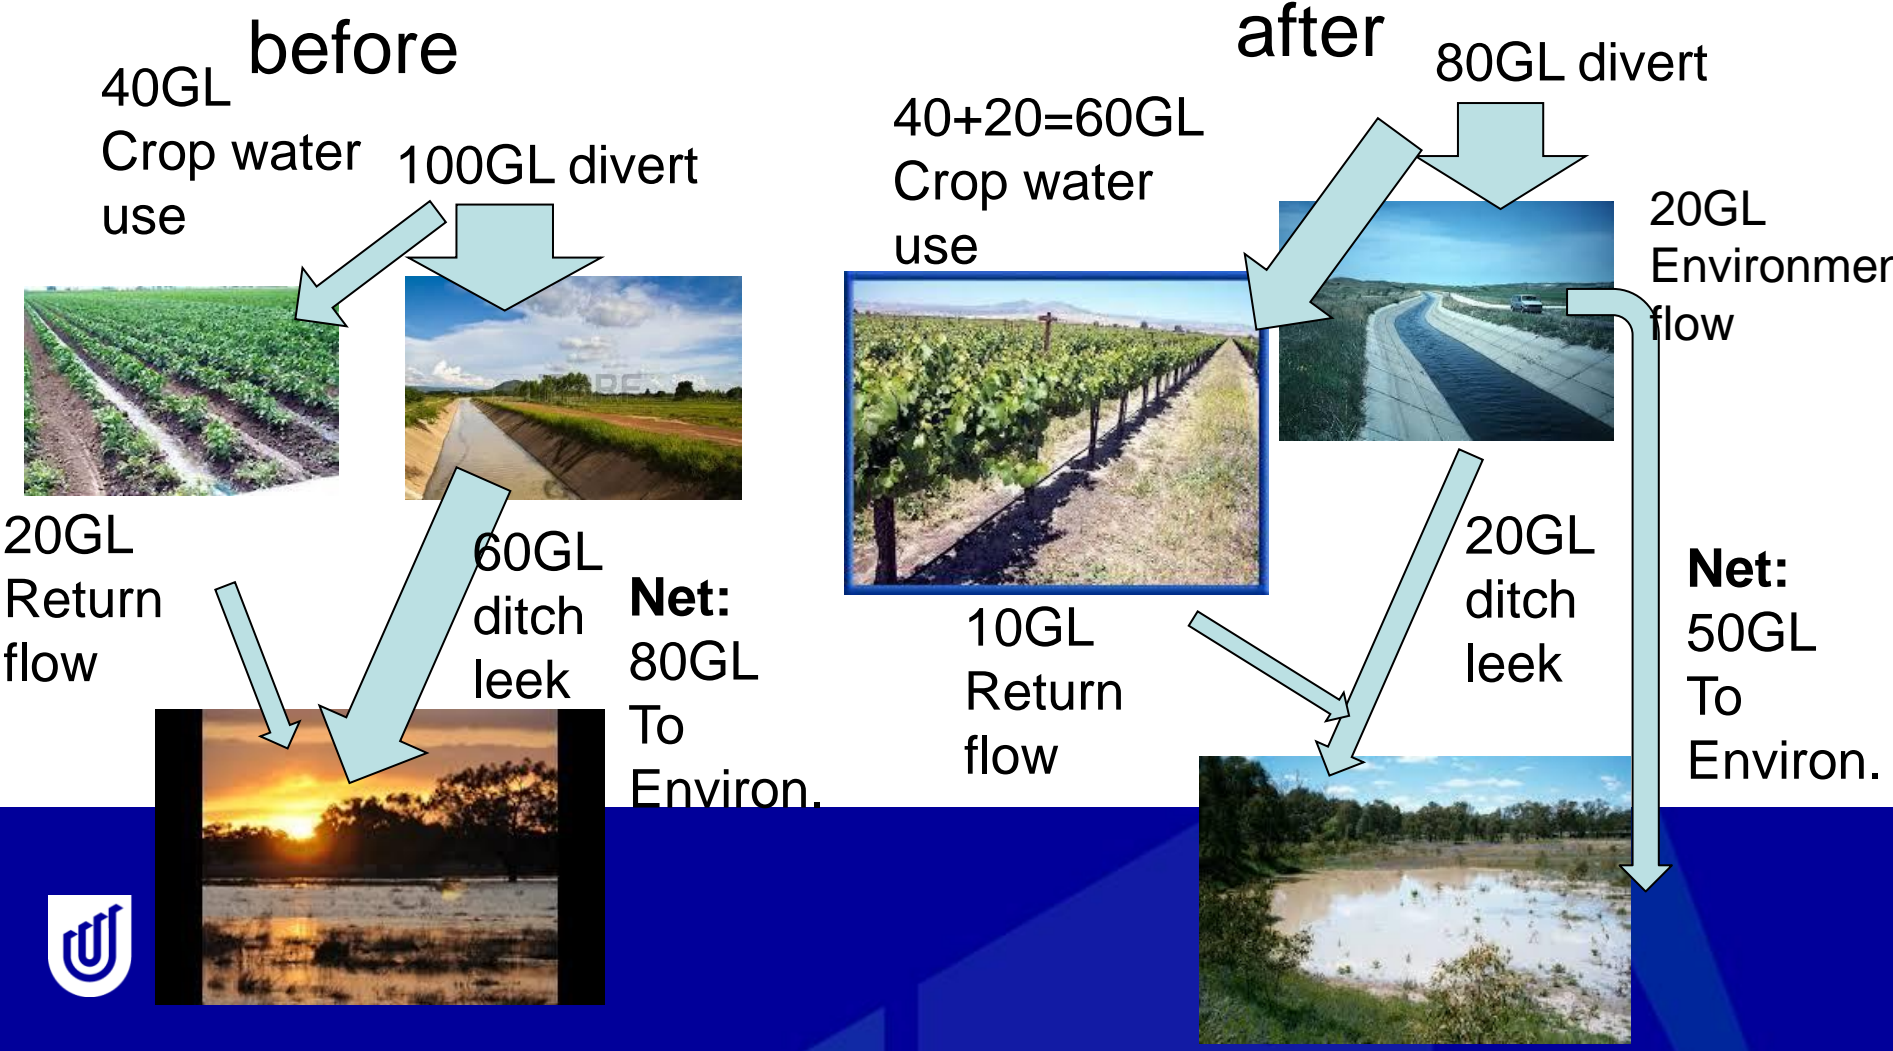 before
40GL
Crop water
use
100GL divert
20GL
Return
flow
60GL
ditch
leek
Net:
80GL
To
Environ.
after
80GL divert
40+20=60GL
Crop water
use
20GL
Environmen
flow
10GL
Return
flow
20GL
ditch
leek
Net:
50GL
To
Environ.